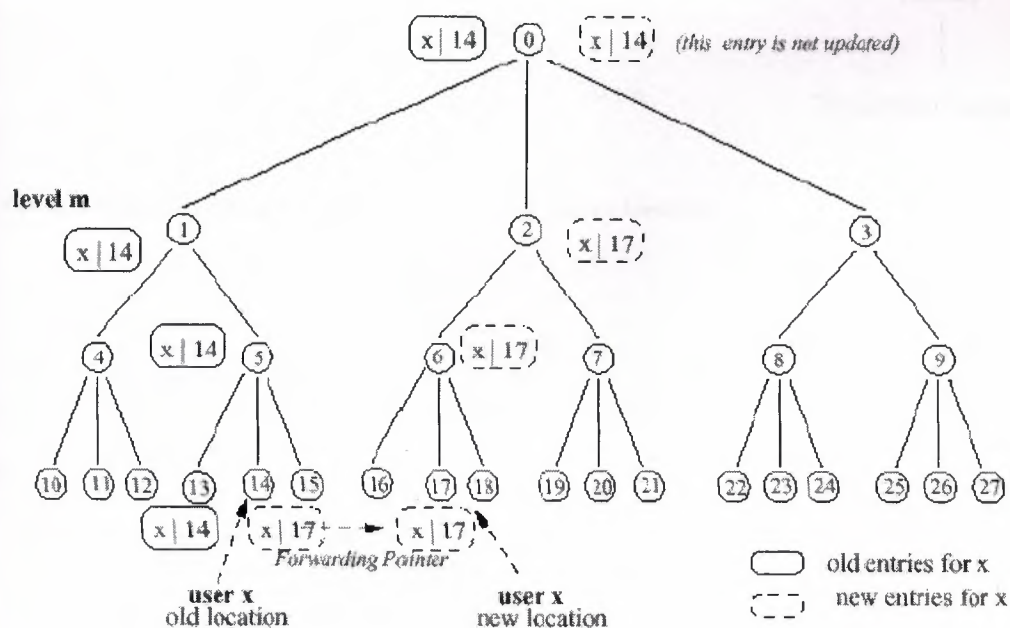 x | 14 0 x | 14 (this entry is not updated)
level m
1 2 3
x | 14 x | 17
4 x | 14 5 6 x | 17 7 8 9
10 11 12 13 14 15 16 17 18 19 20 21 22 23 24 25 26 27
x | 14 x | 17 x | 17
Forwarding Pointer
user x user x
old location new location
old entries for x
new entries for x